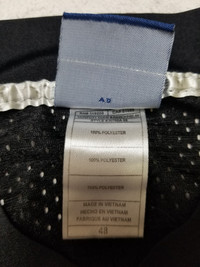 48
100% POLYESTER
100% POLYESTER
100% POLYESTER
MADE IN VIETNAM
HECHO EN VIETNAM
FABRIQUÉ AU VIETNAM
48